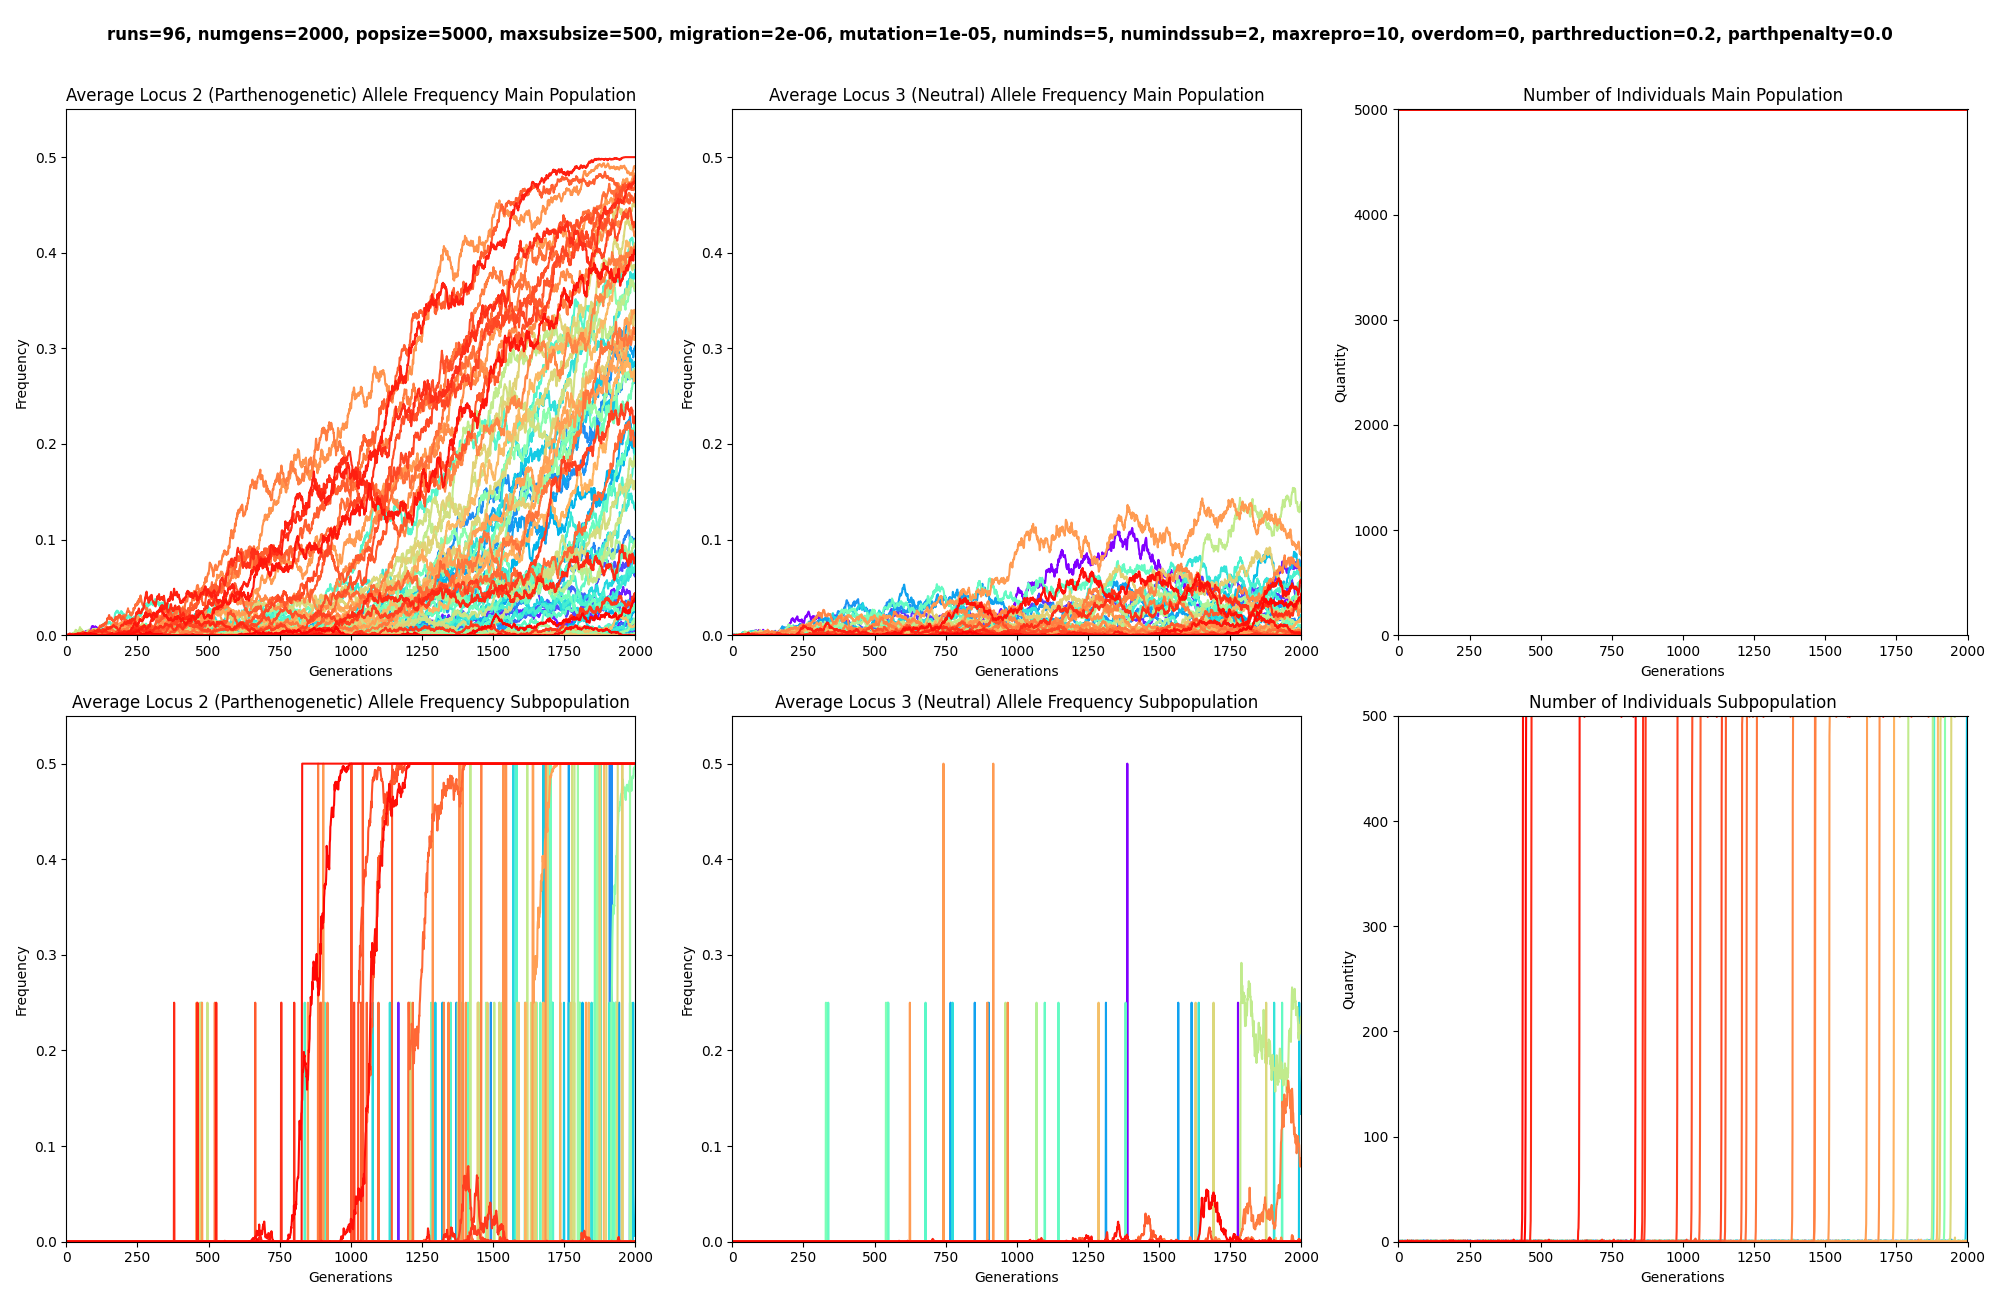 runs=96, numgens=2000, popsize=5000, maxsubsize=500, migration=2e-06, mutation=1e-05, numinds=5, numindssub=2, maxrepro=10, overdom=0, parthreduction=0.2, parthpenalty=0.0
Average Locus 2 (Parthenogenetic) Allele Frequency Main Population
Frequency
0.5
0.4
0.3
0.2
0.1
0.0
0 250 500 750 1000 1250 1500 1750 2000
Generations
Average Locus 3 (Neutral) Allele Frequency Main Population
Frequency
0.5
0.4
0.3
0.2
0.1
0.0
0 250 500 750 1000 1250 1500 1750 2000
Generations
Number of Individuals Main Population
Quantity
5000
4000
3000
2000
1000
0
0 250 500 750 1000 1250 1500 1750 2000
Generations
Average Locus 2 (Parthenogenetic) Allele Frequency Subpopulation
Frequency
0.5
0.4
0.3
0.2
0.1
0.0
0 250 500 750 1000 1250 1500 1750 2000
Generations
Average Locus 3 (Neutral) Allele Frequency Subpopulation
Frequency
0.5
0.4
0.3
0.2
0.1
0.0
0 250 500 750 1000 1250 1500 1750 2000
Generations
Number of Individuals Subpopulation
Quantity
500
400
300
200
100
0
0 250 500 750 1000 1250 1500 1750 2000
Generations